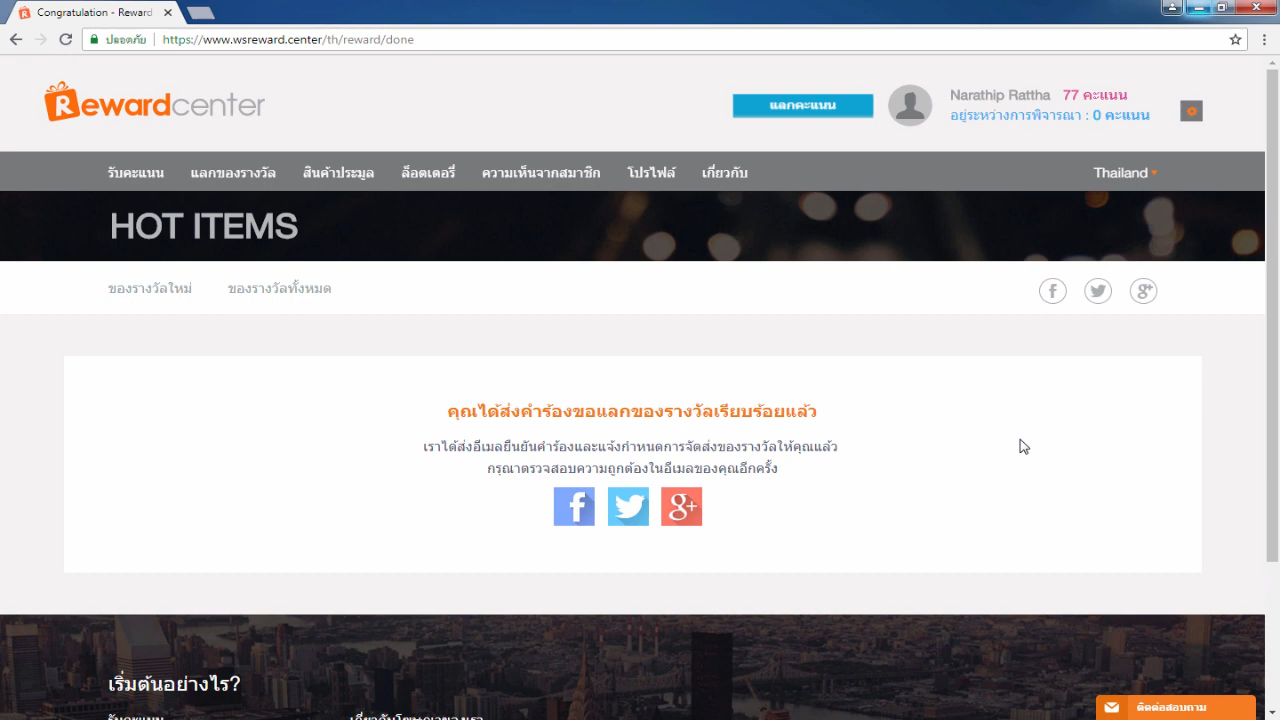 Congratulation - Reward
ปลอดภัย
https://www.wsreward.center/th/reward/done
Rewardcenter
แลกคะแนน
Narathip Rattha 77 คะแนน
อยู่ระหว่างการพิจารณา : 0 คะแนน
รับคะแนน แลกของรางวัล สินค้าประมูล ล็อตเตอรี่ ความเห็นจากสมาชิก โปรไฟล์ เกี่ยวกับ Thailand
HOT ITEMS
ของรางวัลใหม่ ของรางวัลทั้งหมด
คุณได้ส่งคำร้องขอแลกของรางวัลเรียบร้อยแล้ว
เราได้ส่งอีเมลยืนยันคำร้องและแจ้งกำหนดการจัดส่งของรางวัลให้คุณแล้ว
กรุณาตรวจสอบความถูกต้องในอีเมลของคุณอีกครั้ง
เริ่มต้นอย่างไร?
รับคะแนน
ติดต่อสอบถาม